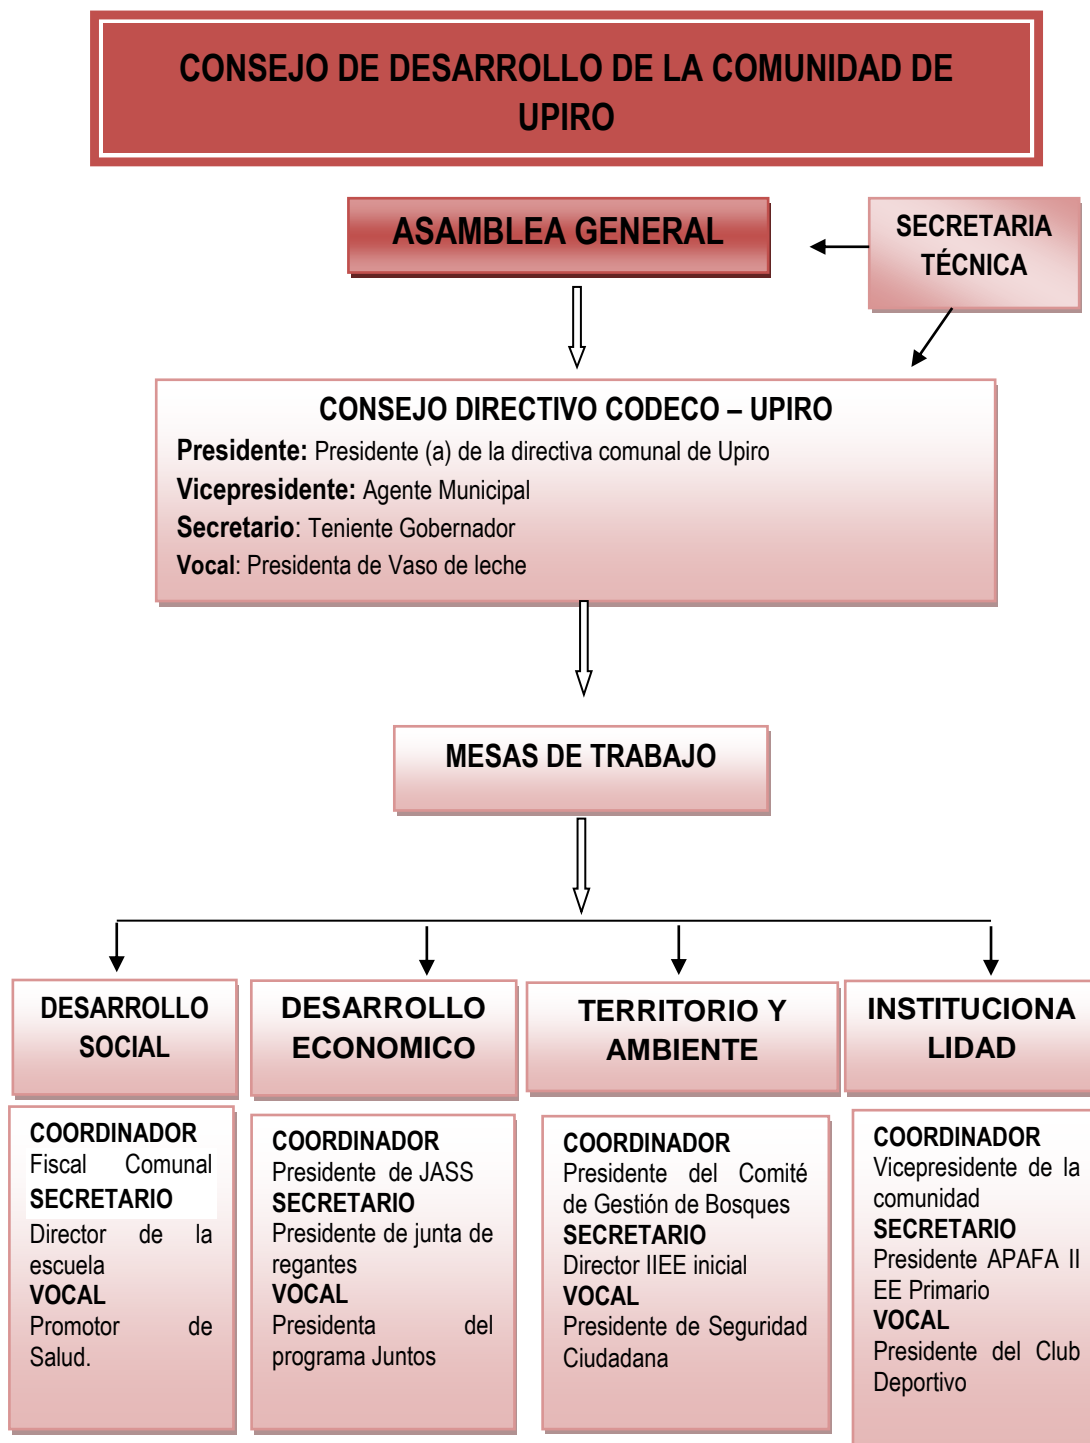 CONSEJO DE DESARROLLO DE LA COMUNIDAD DE
UPIRO
ASAMBLEA GENERAL
SECRETARIA
TÉCNICA
CONSEJO DIRECTIVO CODECO – UPIRO
Presidente: Presidente (a) de la directiva comunal de Upiro
Vicepresidente: Agente Municipal
Secretario: Teniente Gobernador
Vocal: Presidenta de Vaso de leche
MESAS DE TRABAJO
DESARROLLO
SOCIAL
COORDINADOR
Fiscal Comunal
SECRETARIO
Director de la
escuela
VOCAL
Promotor de
Salud.
DESARROLLO
ECONOMICO
COORDINADOR
Presidente de JASS
SECRETARIO
Presidente de junta de
regantes
VOCAL
Presidenta del
programa Juntos
TERRITORIO Y
AMBIENTE
COORDINADOR
Presidente del Comité
de Gestión de Bosques
SECRETARIO
Director IIEE inicial
VOCAL
Presidente de Seguridad
Ciudadana
INSTITUCIONA
LIDAD
COORDINADOR
Vicepresidente de la
comunidad
SECRETARIO
Presidente APAFA II
EE Primario
VOCAL
Presidente del Club
Deportivo